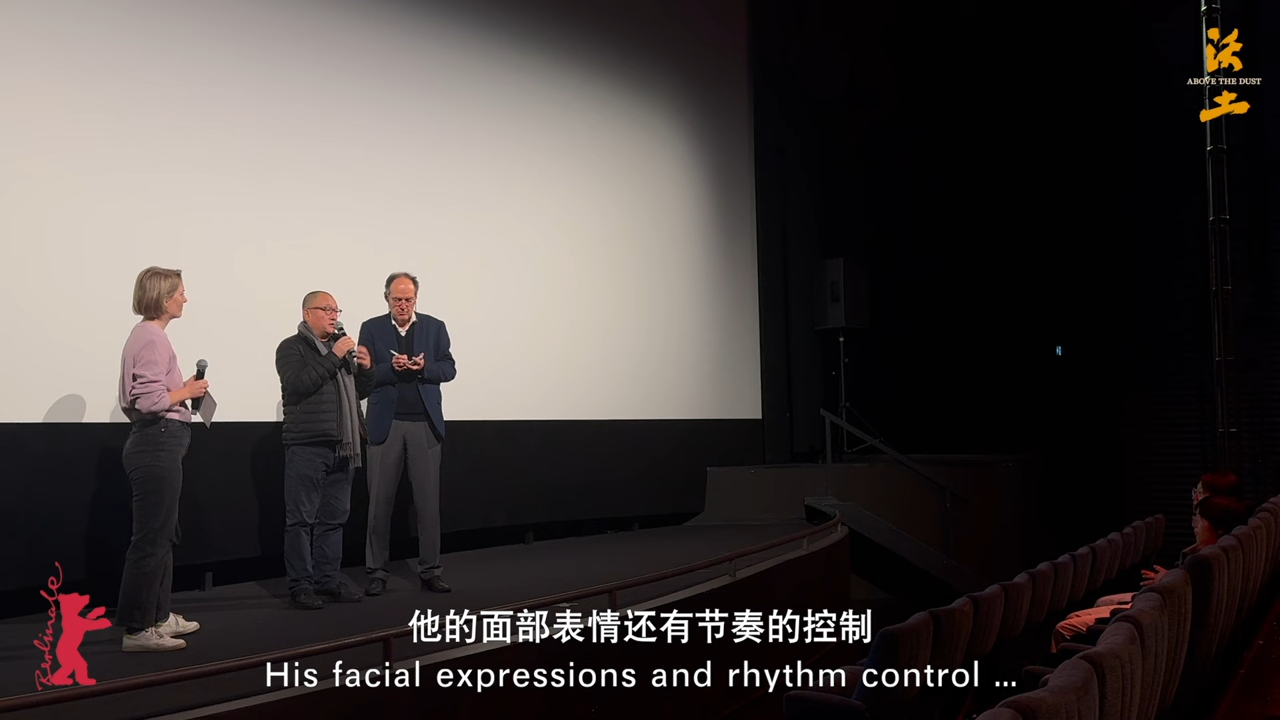 沃
ABOVE THE DUST
土
Berlinale
他的面部表情还有节奏的控制
His facial expressions and rhythm control ...